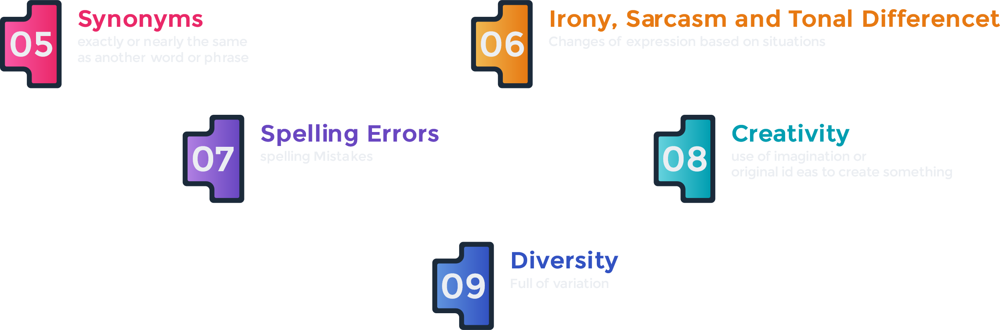 05
Synonyms
exactly or nearly the same
as another word or phrase
06
Irony, Sarcasm and Tonal Differencet
Changes of expression based on situations
07
Spelling Errors
spelling Mistakes
08
Creativity
use of imagination or
original id eas to create something
09
Diversity
Full of variation